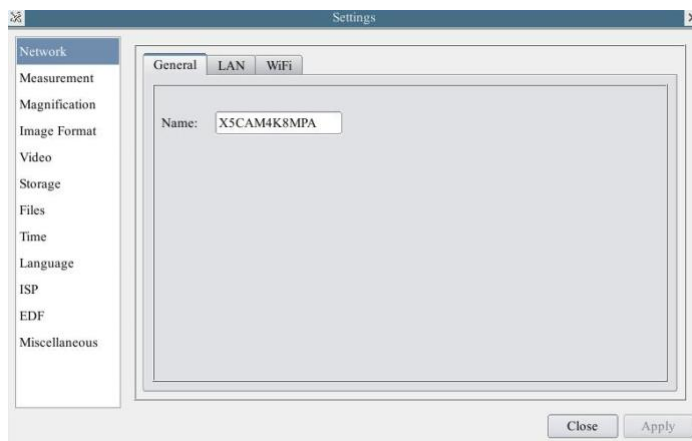 Settings
Network
Measurement
Magnification
Image Format
Video
Storage
Files
Time
Language
ISP
EDF
Miscellaneous
General LAN WiFi
Name: X5CAM4K8MPA
Close Apply